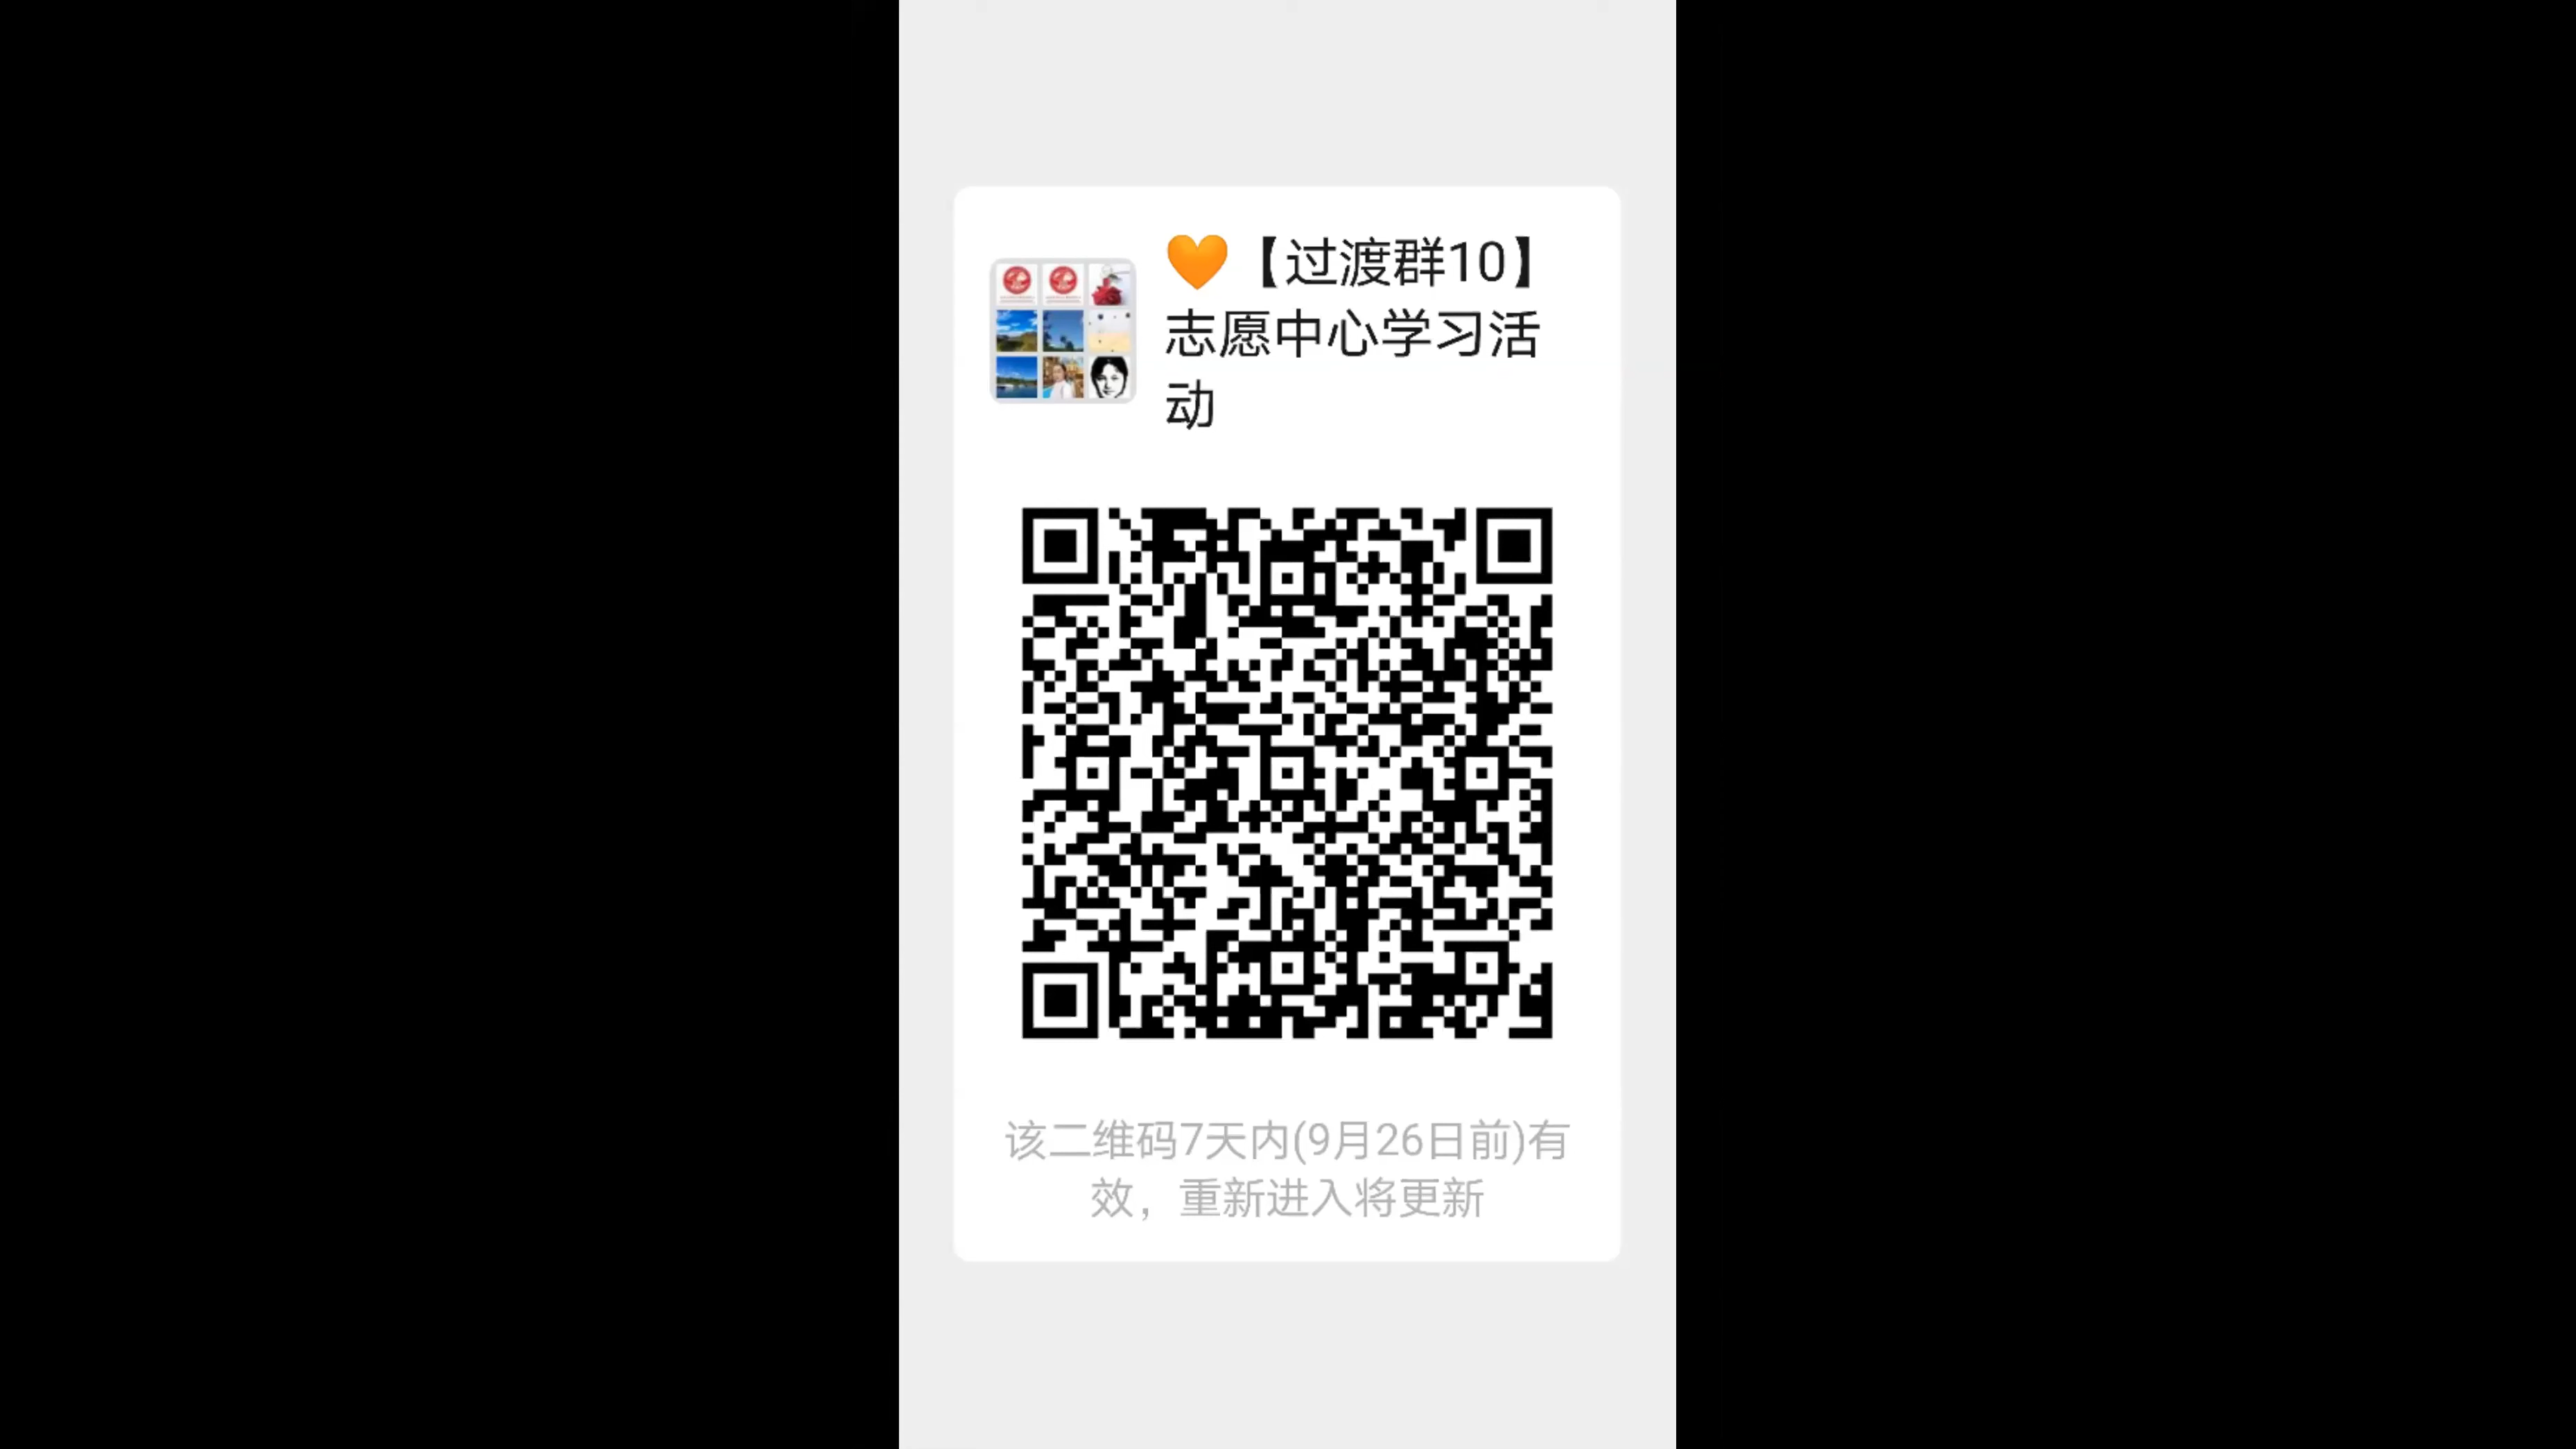 🧡【过渡群10】
志愿中心学习活
动
该二维码7天内(9月26日前)有
效，重新进入将更新